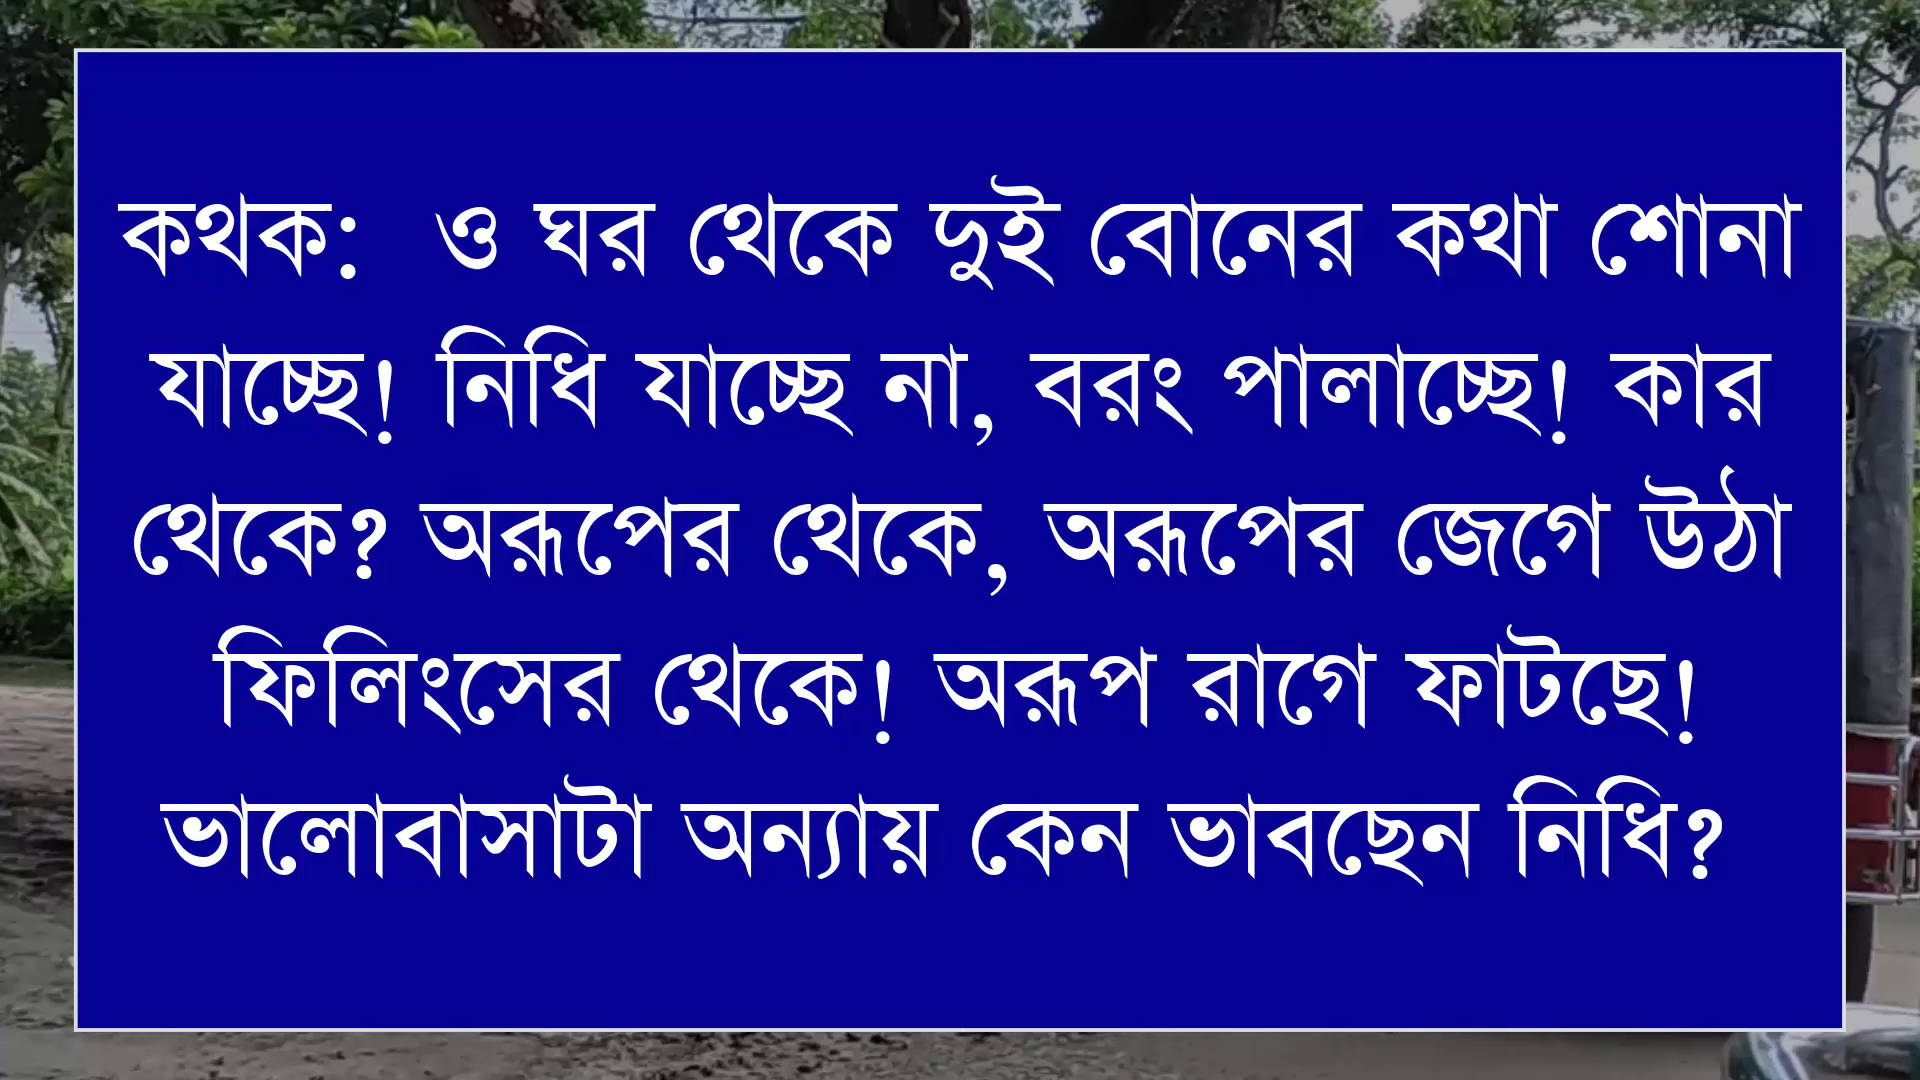 কথক:  ও ঘর থেকে দুই বোনের কথা শোনা
যাচ্ছে! নিধি যাচ্ছে না, বরং পালাচ্ছে! কার
থেকে? অরূপের থেকে, অরূপের জেগে উঠা
ফিলিংসের থেকে! অরূপ রাগে ফাটছে!
ভালোবাসাটা অন্যায় কেন ভাবছেন নিধি?